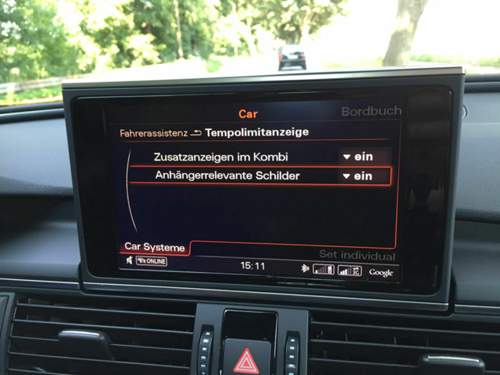 Car
Bordbuch
Fahrerassistenz Tempolimitanzeige
Zusatzanzeigen im Kombi ein
Anhängerrelevante Schilder ein
Car Systeme
Set individual
ONLINE
15:11
Google